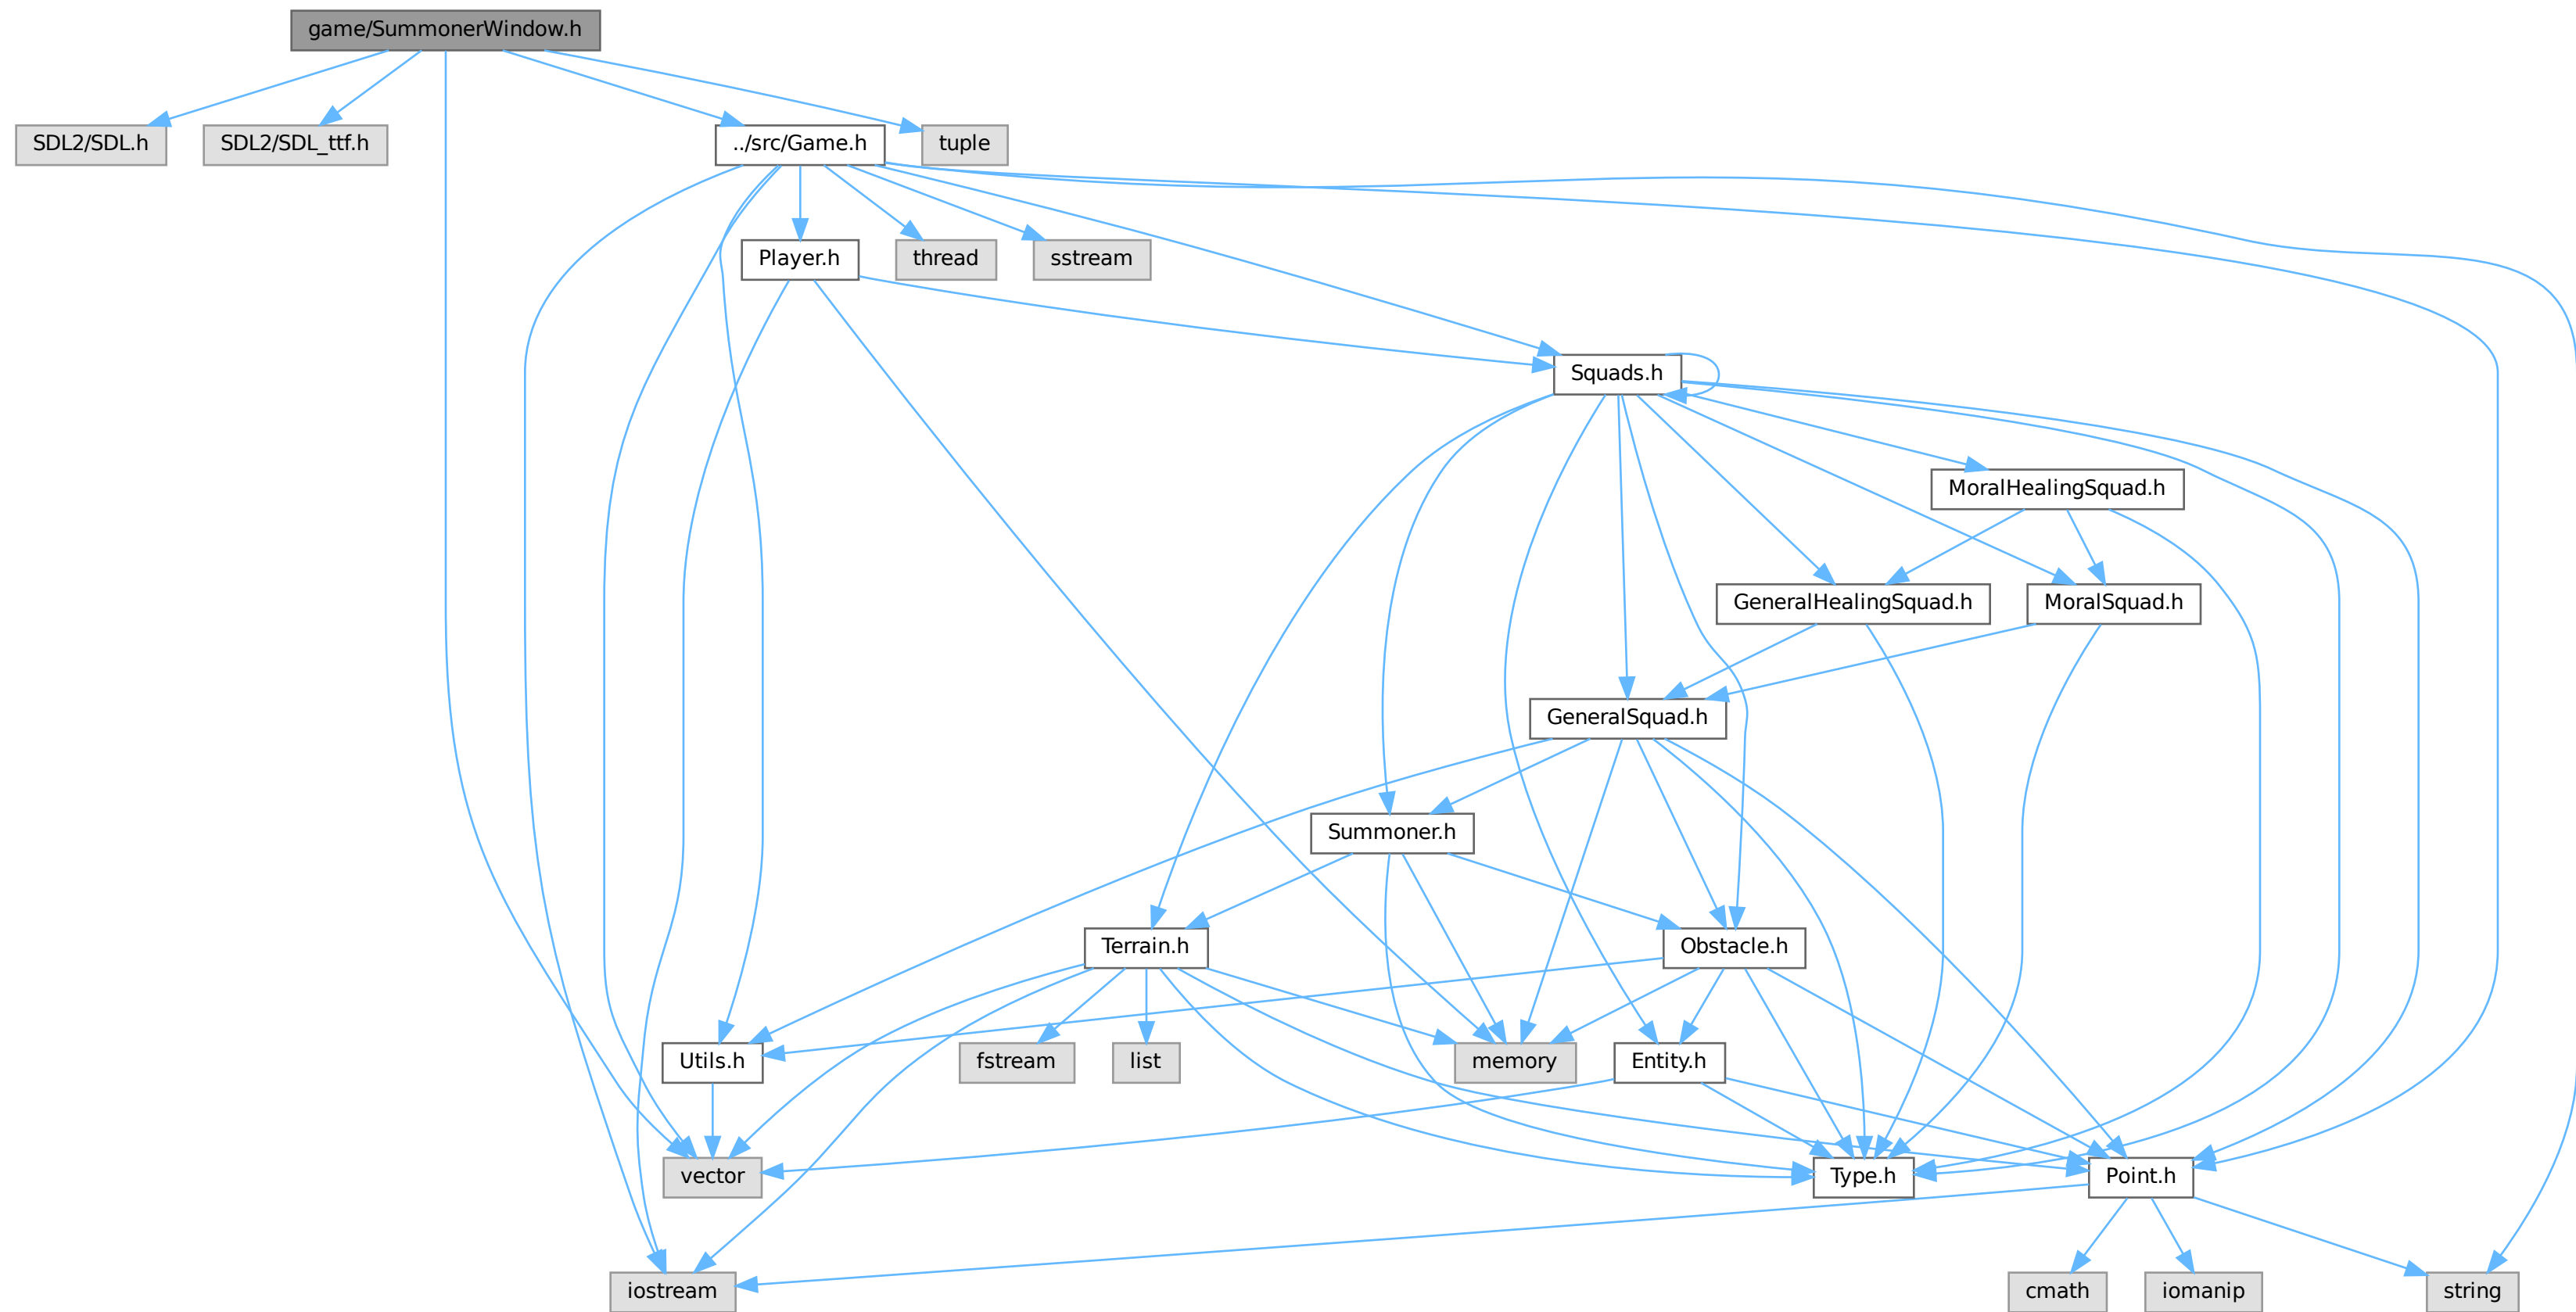 game/SummonerWindow.h
SDL2/SDL.h
SDL2/SDL_ttf.h
../src/Game.h
tuple
Player.h
thread
sstream
Squads.h
MoralHealingSquad.h
GeneralHealingSquad.h
MoralSquad.h
GeneralSquad.h
Summoner.h
Terrain.h
Obstacle.h
Utils.h
fstream
list
memory
Entity.h
vector
Type.h
Point.h
iostream
cmath
iomanip
string